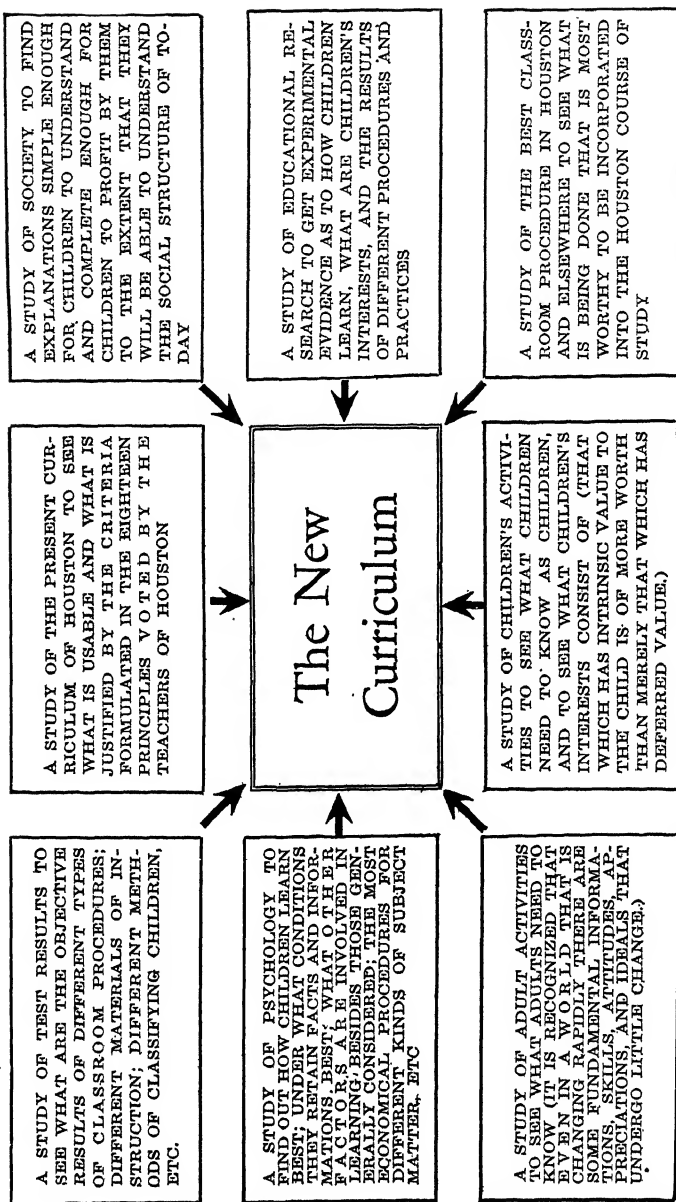 A STUDY OF TEST RESULTS TO
SEE WHAT ARE THE OBJECTIVE
RESULTS OF DIFFERENT TYPES
OF CLASSROOM PROCEDURES;
DIFFERENT MATERIALS OF IN-
STRUCTION; DIFFERENT METH-
ODS OF CLASSIFYING CHILDREN,
ETC.
A STUDY OF THE PRESENT CUR-
RICULUM OF HOUSTON TO SEE
WHAT IS USABLE AND WHAT IS
JUSTIFIED BY THE CRITERIA
FORMULATED IN THE EIGHTEEN
PRINCIPLES VOTED BY THE
TEACHERS OF HOUSTON
A STUDY OF SOCIETY TO FIND
EXPLANATIONS SIMPLE ENOUGH
FOR CHILDREN TO UNDERSTAND
AND COMPLETE ENOUGH FOR
CHILDREN TO PROFIT BY THEM
TO THE EXTENT THAT THEY
WILL BE ABLE TO UNDERSTAND
THE SOCIAL STRUCTURE OF TO-
DAY
A STUDY OF PSYCHOLOGY TO
FIND OUT HOW CHILDREN LEARN
BEST; UNDER WHAT CONDITIONS
THEY RETAIN FACTS AND INFOR-
MATIONS BEST; WHAT OTHER
FACTORS ARE INVOLVED IN
LEARNING BESIDES THOSE GEN-
ERALLY CONSIDERED; THE MOST
ECONOMICAL PROCEDURES FOR
DIFFERENT KINDS OF SUBJECT
MATTER, ETC
The New
Curriculum
A STUDY OF EDUCATIONAL RE-
SEARCH TO GET EXPERIMENTAL
EVIDENCE AS TO HOW CHILDREN
LEARN, WHAT ARE CHILDREN'S
INTERESTS, AND THE RESULTS
OF DIFFERENT PROCEDURES AND
PRACTICES
A STUDY OF ADULT ACTIVITIES
TO SEE WHAT ADULTS NEED TO
KNOW (IT IS RECOGNIZED THAT
EVEN IN A WORLD THAT IS
CHANGING RAPIDLY THERE ARE
SOME FUNDAMENTAL INFORMA-
TIONS, SKILLS, ATTITUDES, AP-
PRECIATIONS, AND IDEALS THAT
UNDERGO LITTLE CHANGE.)
A STUDY OF CHILDREN'S ACTIVI-
TIES TO SEE WHAT CHILDREN
NEED TO KNOW AS CHILDREN,
AND TO SEE WHAT CHILDREN'S
INTERESTS CONSIST OF (THAT
WHICH HAS INTRINSIC VALUE TO
THE CHILD IS OF MORE WORTH
THAN MERELY THAT WHICH HAS
DEFERRED VALUE.)
A STUDY OF THE BEST CLASS-
ROOM PROCEDURE IN HOUSTON
AND ELSEWHERE TO SEE WHAT
IS BEING DONE THAT IS MOST
WORTHY TO BE INCORPORATED
INTO THE HOUSTON COURSE OF
STUDY